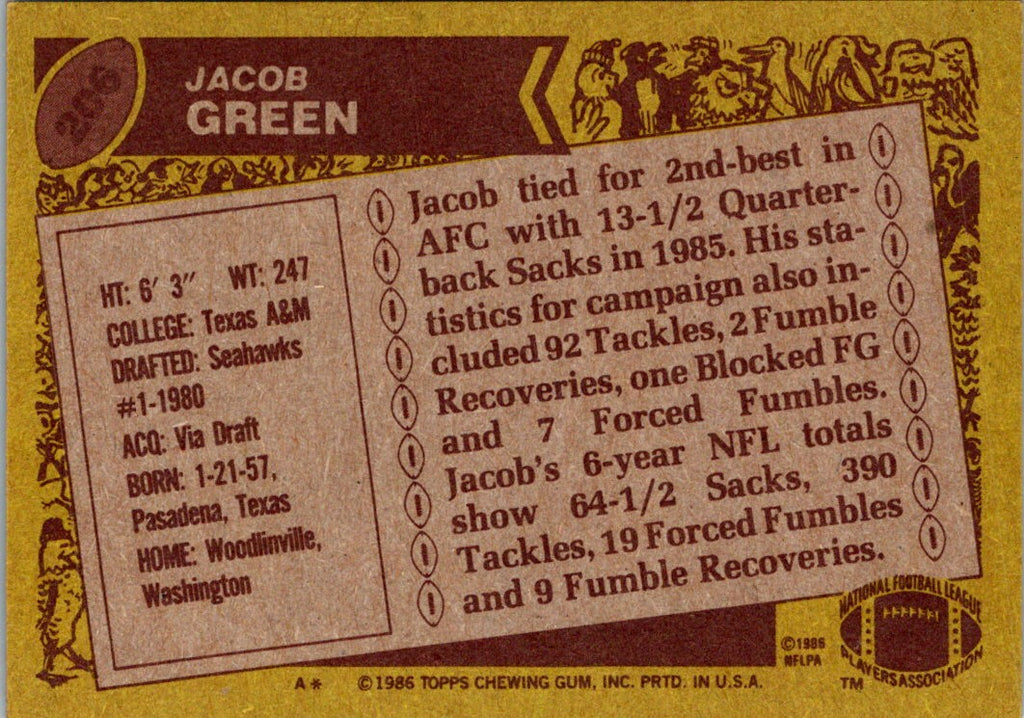 206
JACOB
GREEN
HT: 6' 3" WT: 247
COLLEGE: Texas A&M
DRAFTED: Seahawks
#1-1980
ACQ: Via Draft
BORN: 1-21-57,
Pasadena, Texas
HOME: Woodlinville,
Washington
Jacob tied for 2nd-best in
AFC with 13-1/2 Quarter-
back Sacks in 1985. His sta-
tistics for campaign also in-
cluded 92 Tackles, 2 Fumble
Recoveries, one Blocked FG
and 7 Forced Fumbles.
Jacob's 6-year NFL totals
show 64-1/2 Sacks, 390
Tackles, 19 Forced Fumbles
and 9 Fumble Recoveries.
©1986
NFLPA
NATIONAL FOOTBALL LEAGUE
PLAYERS ASSOCIATION
TM
A* ©1986 TOPPS CHEWING GUM, INC. PRTD. IN U.S.A.